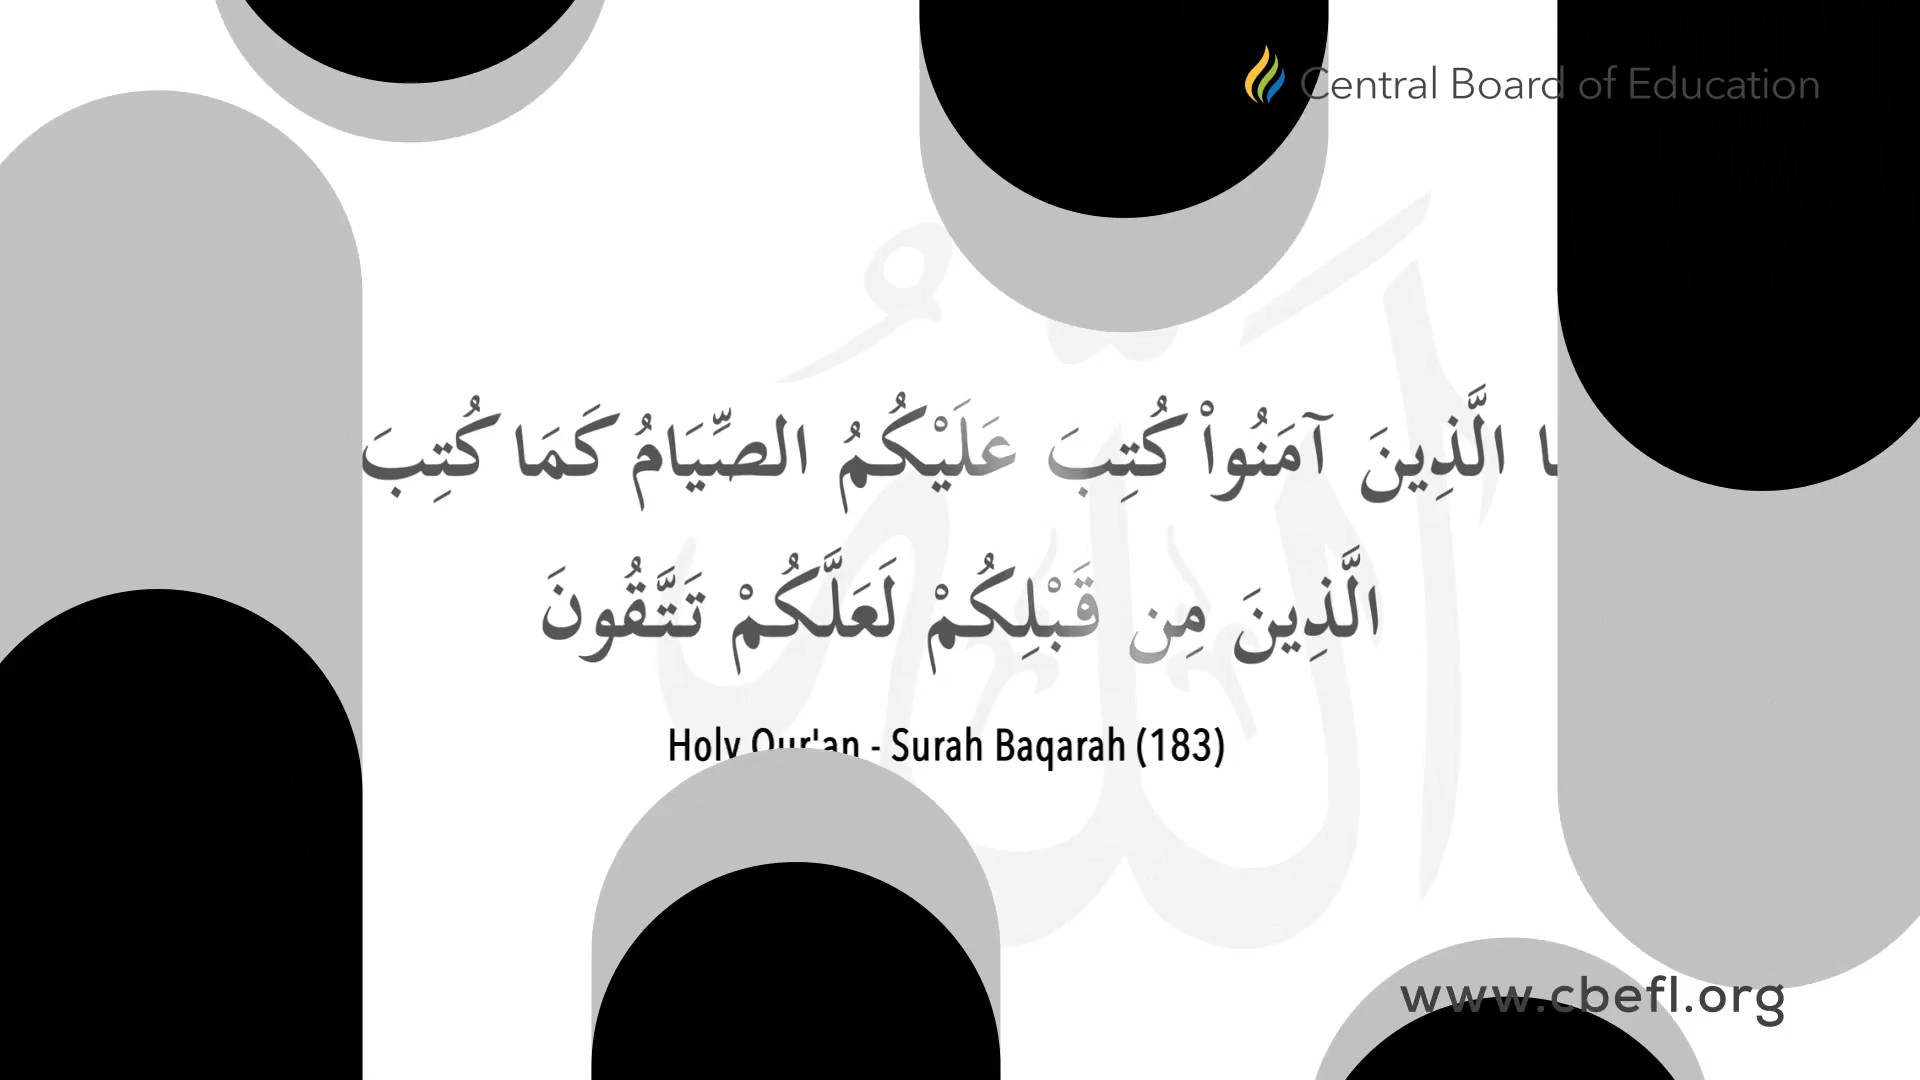 Central Board of Education
ا الَّذِينَ آمَنُواْ كُتِبَ عَلَيْكُمُ الصِّيَامُ كَمَا كُتِبَ
الَّذِينَ مِن قَبْلِكُمْ لَعَلَّكُمْ تَتَّقُونَ
Holy Qur'an - Surah Baqarah (183)
www.cbefl.org